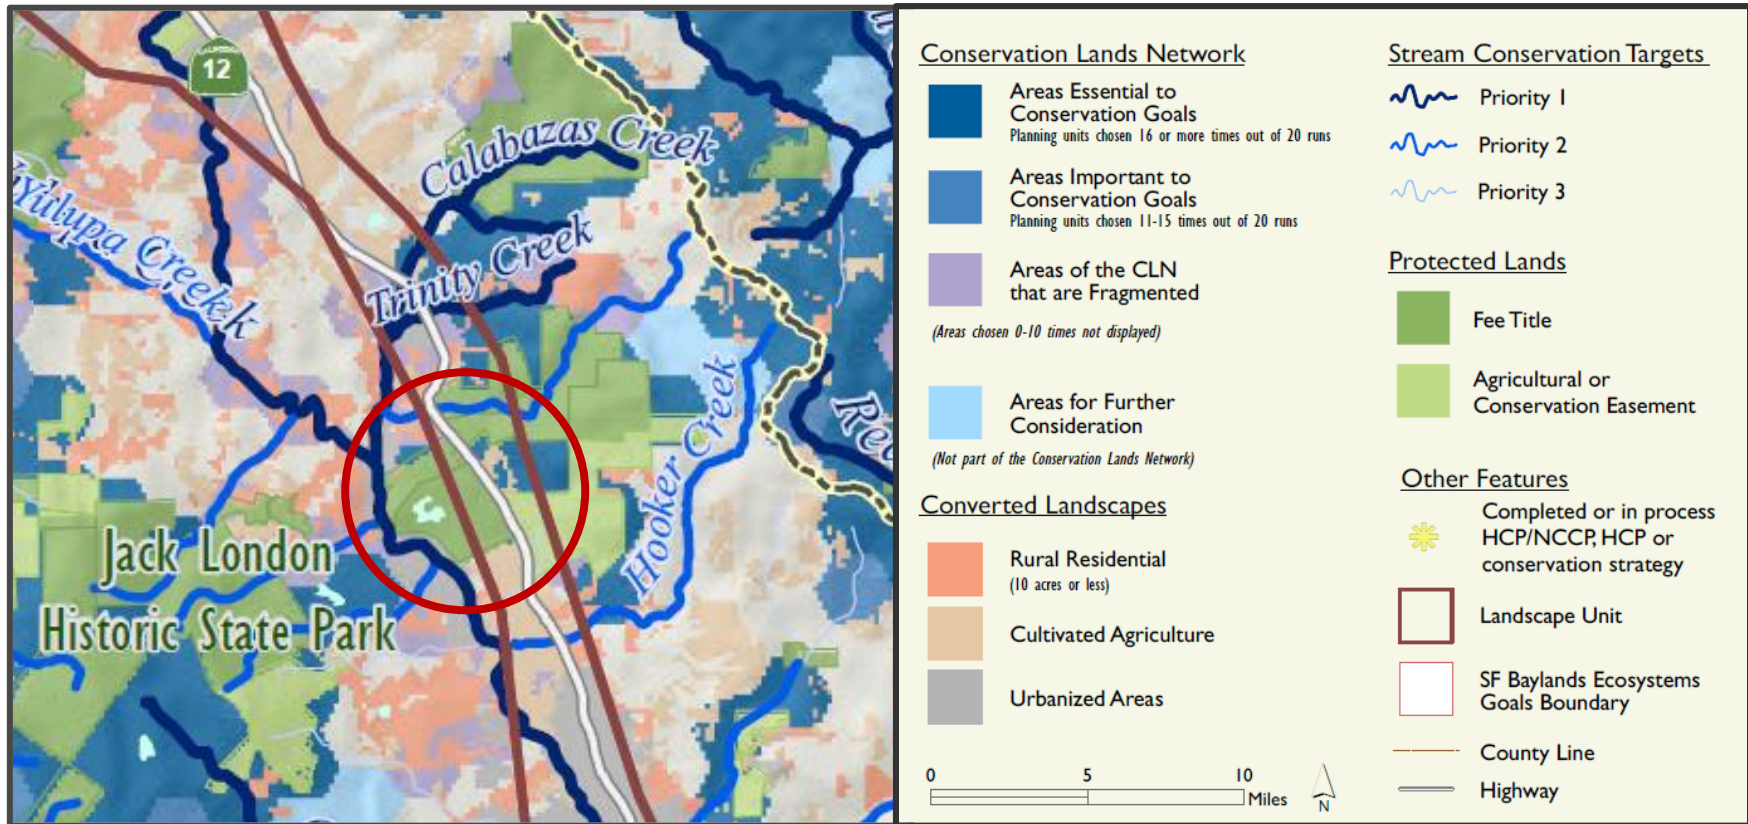 12
Calabazas Creek
Yulupa Creek
Trinity Creek
Hooker Creek
Jack London
Historic State Park
Conservation Lands Network
Areas Essential to
Conservation Goals
Planning units chosen 16 or more times out of 20 runs
Areas Important to
Conservation Goals
Planning units chosen 11-15 times out of 20 runs
Areas of the CLN
that are Fragmented
(Areas chosen 0-10 times not displayed)
Areas for Further
Consideration
(Not part of the Conservation Lands Network)
Converted Landscapes
Rural Residential
(10 acres or less)
Cultivated Agriculture
Urbanized Areas
0 5 10
Miles
N
Stream Conservation Targets
Priority 1
Priority 2
Priority 3
Protected Lands
Fee Title
Agricultural or
Conservation Easement
Other Features
Completed or in process
HCP/NCCP, HCP or
conservation strategy
Landscape Unit
SF Baylands Ecosystems
Goals Boundary
County Line
Highway